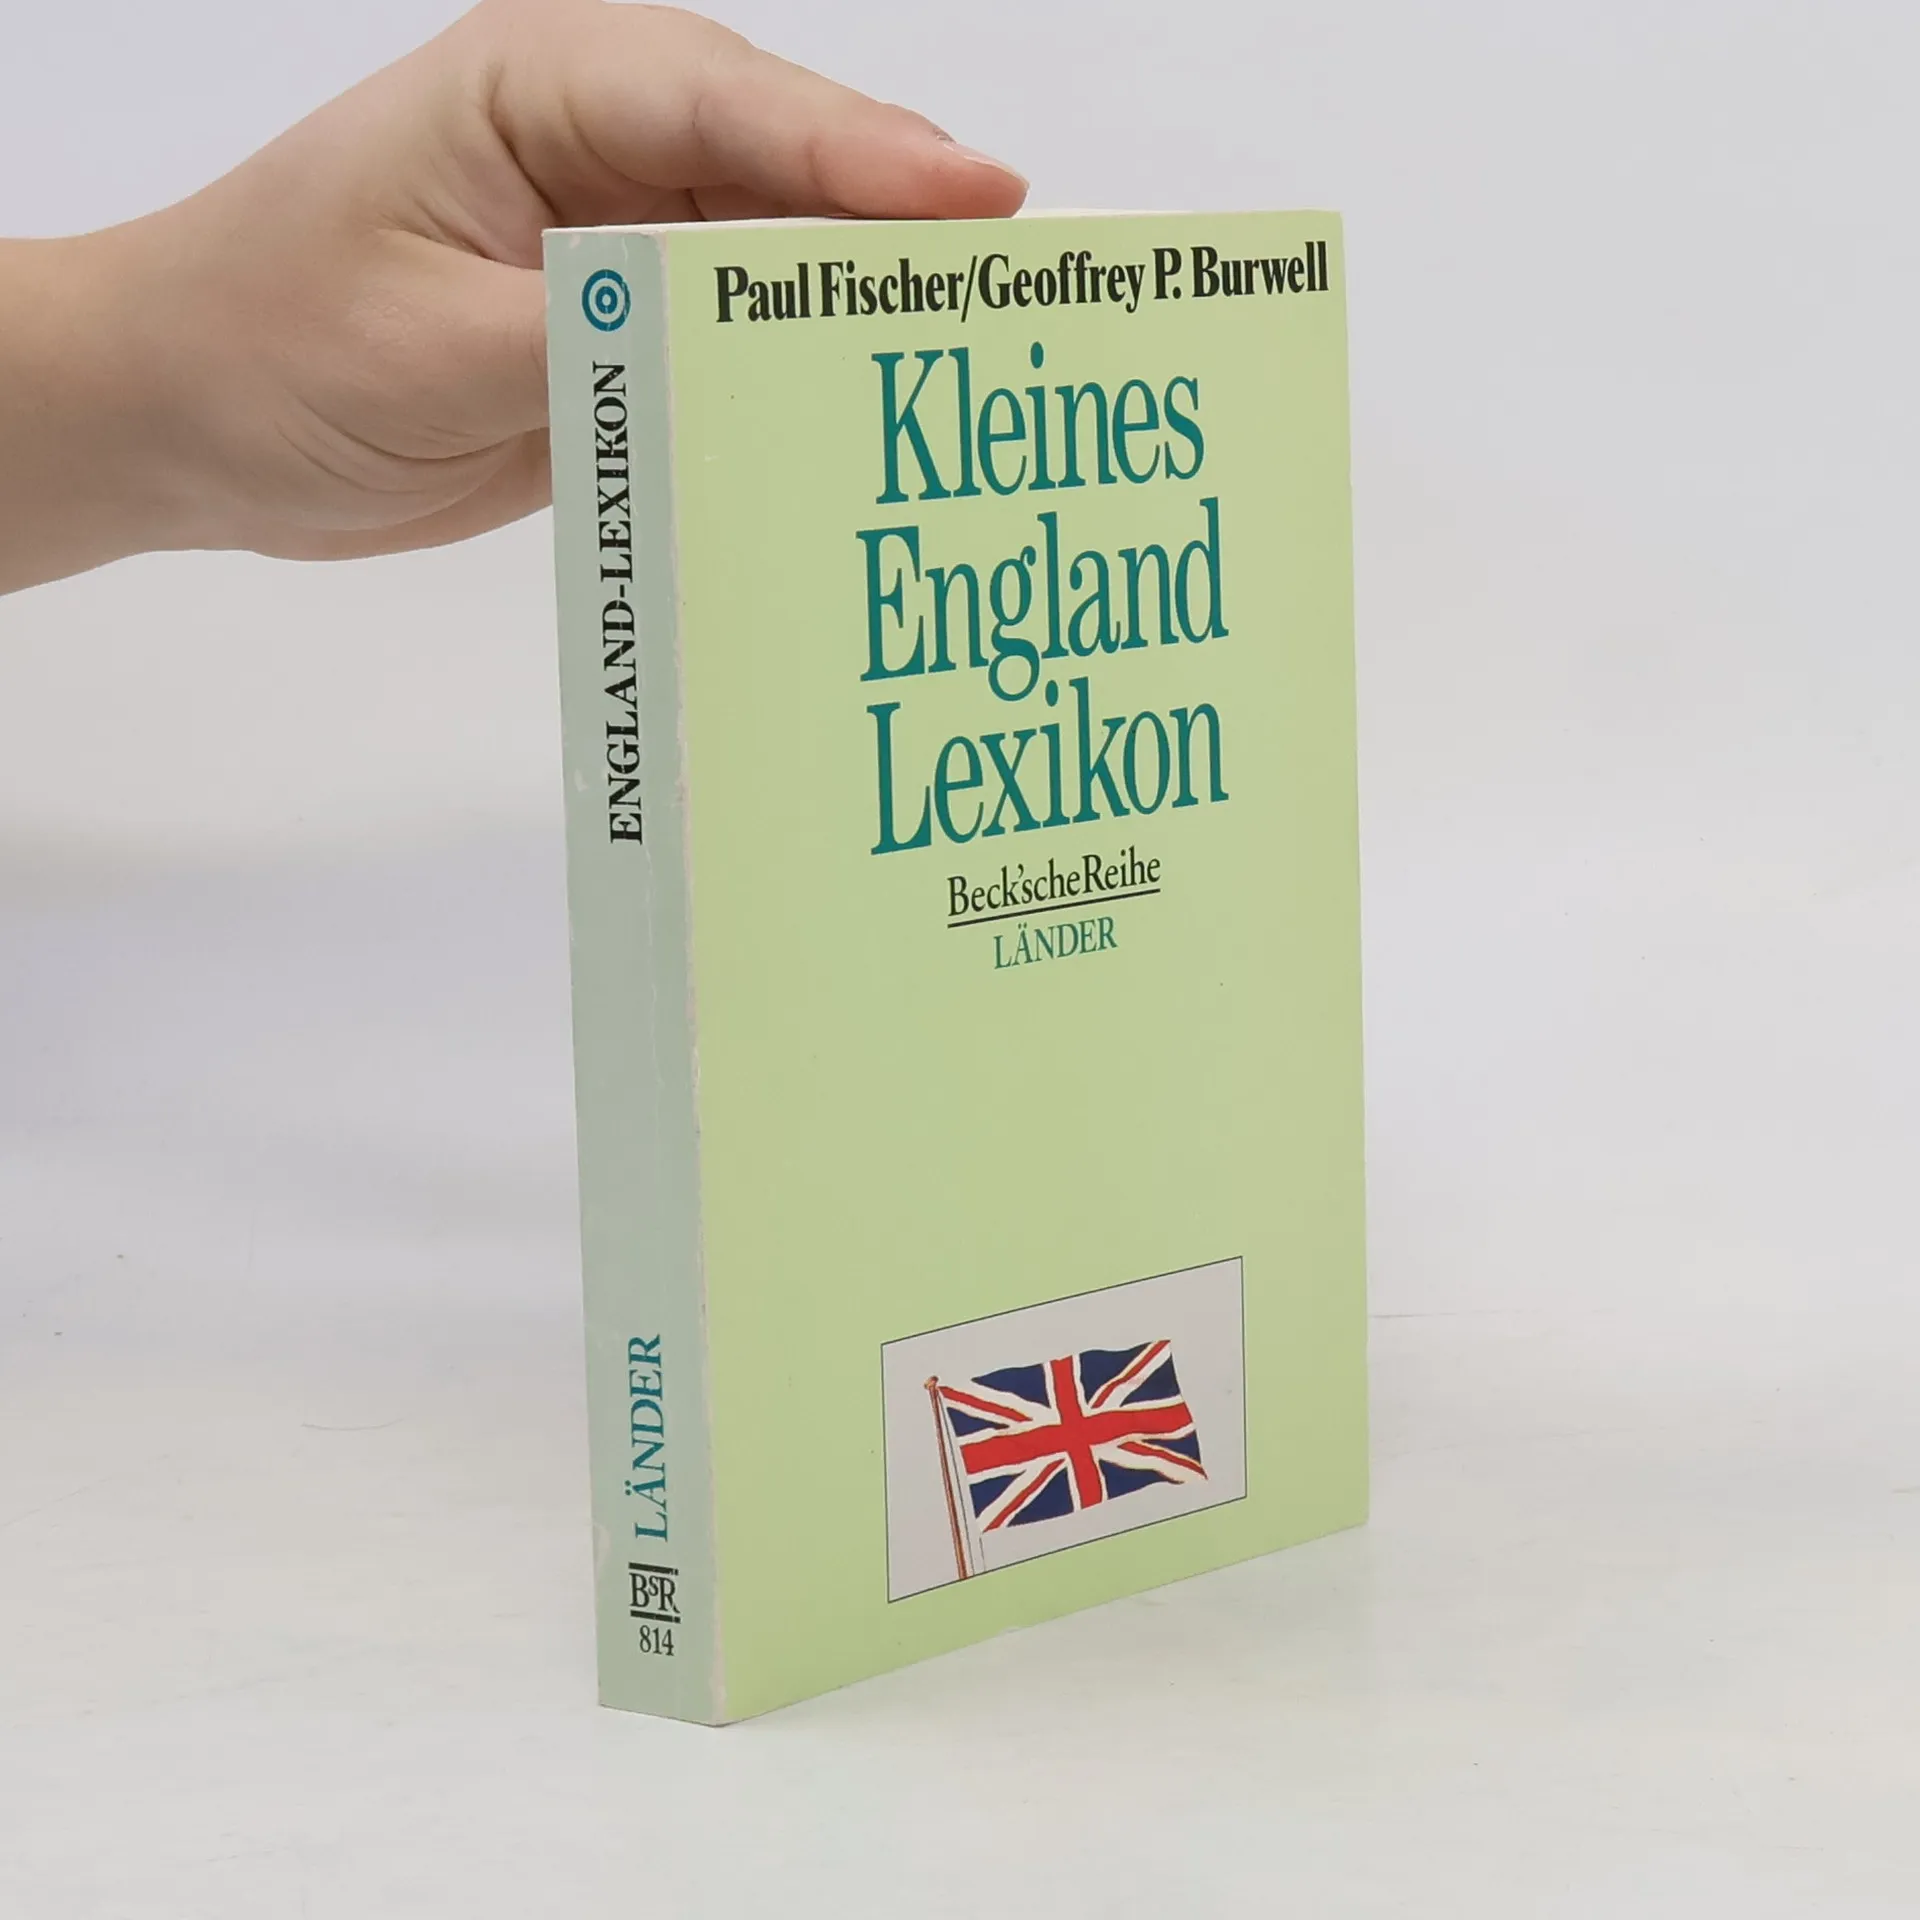 Paul Fischer/Geoffrey P. Burwell
Kleines
England
Lexikon
Beck'scheReihe
LÄNDER
ENGLAND-LEXIKON
LÄNDER
BsR
814